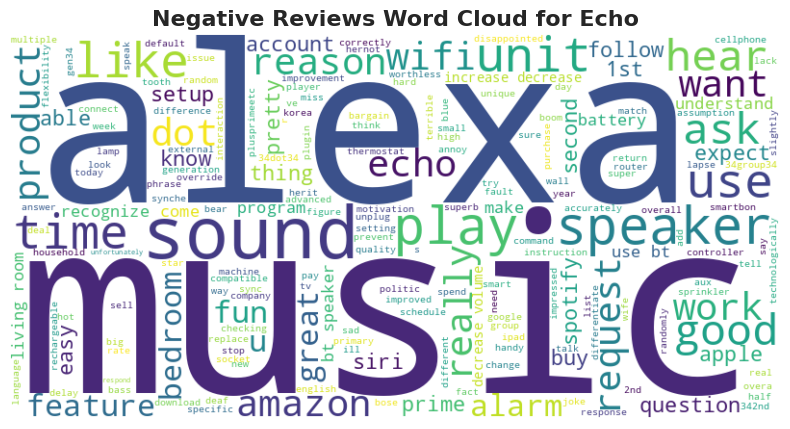 Negative Reviews Word Cloud for Echo
alexa
music
sound
speaker
play
like
dot
unit
wifi
reason
hear
want
ask
use
echo
time
product
work
good
great
really
request
amazon
feature
bedroom
fun
u
siri
alarm
prime
buy
apple
question
spotify
use bt
bt speaker
decrease volume
increase decrease
living room
account
setup
able
know
thing
pretty
second
battery
expect
understand
follow
1st
recognize
come
program
make
easy
multiple
flexibility
gen34
speak
default
issue
tooth
random
difference
connect
week
lamp
look
today
external
generation
override
phrase
synche
answer
deal
interaction
correctly
hernot
improvement
player
ve
miss
korea
bargain
think
plugin
thermostat
34dot34
herit
advanced
figure
plusprimeetc
worthless
hard
disappointed
unique
day
small
high
blue
annoy
terrible
boom
sure
purchase
try
fault
wall
year
cellphone
lack
match
assumption
return
router
super
lapse
34group34
slightly
accurately
superb
overall
smartbon
command
instruction
add
controller
say
tell
technologically
aux
sprinkler
differentiate
list
impressed
wife
talk
joke
response
2nd
randomly
real
overa
half
342nd
household
unfortunately
star
bear
motivation
unplug
setting
prevent
quality
s
machine
compatible
way
sync
company
checking
replace
stop
socket
new
pay
tv
politic
improved
schedule
spend
smart
need
sad
primary
ill
english
different
google
group
ipad
handy
change
fact
bose
deaf
specific
download
delay
bass
respond
language
hot
big
rate
rechargeable
sell